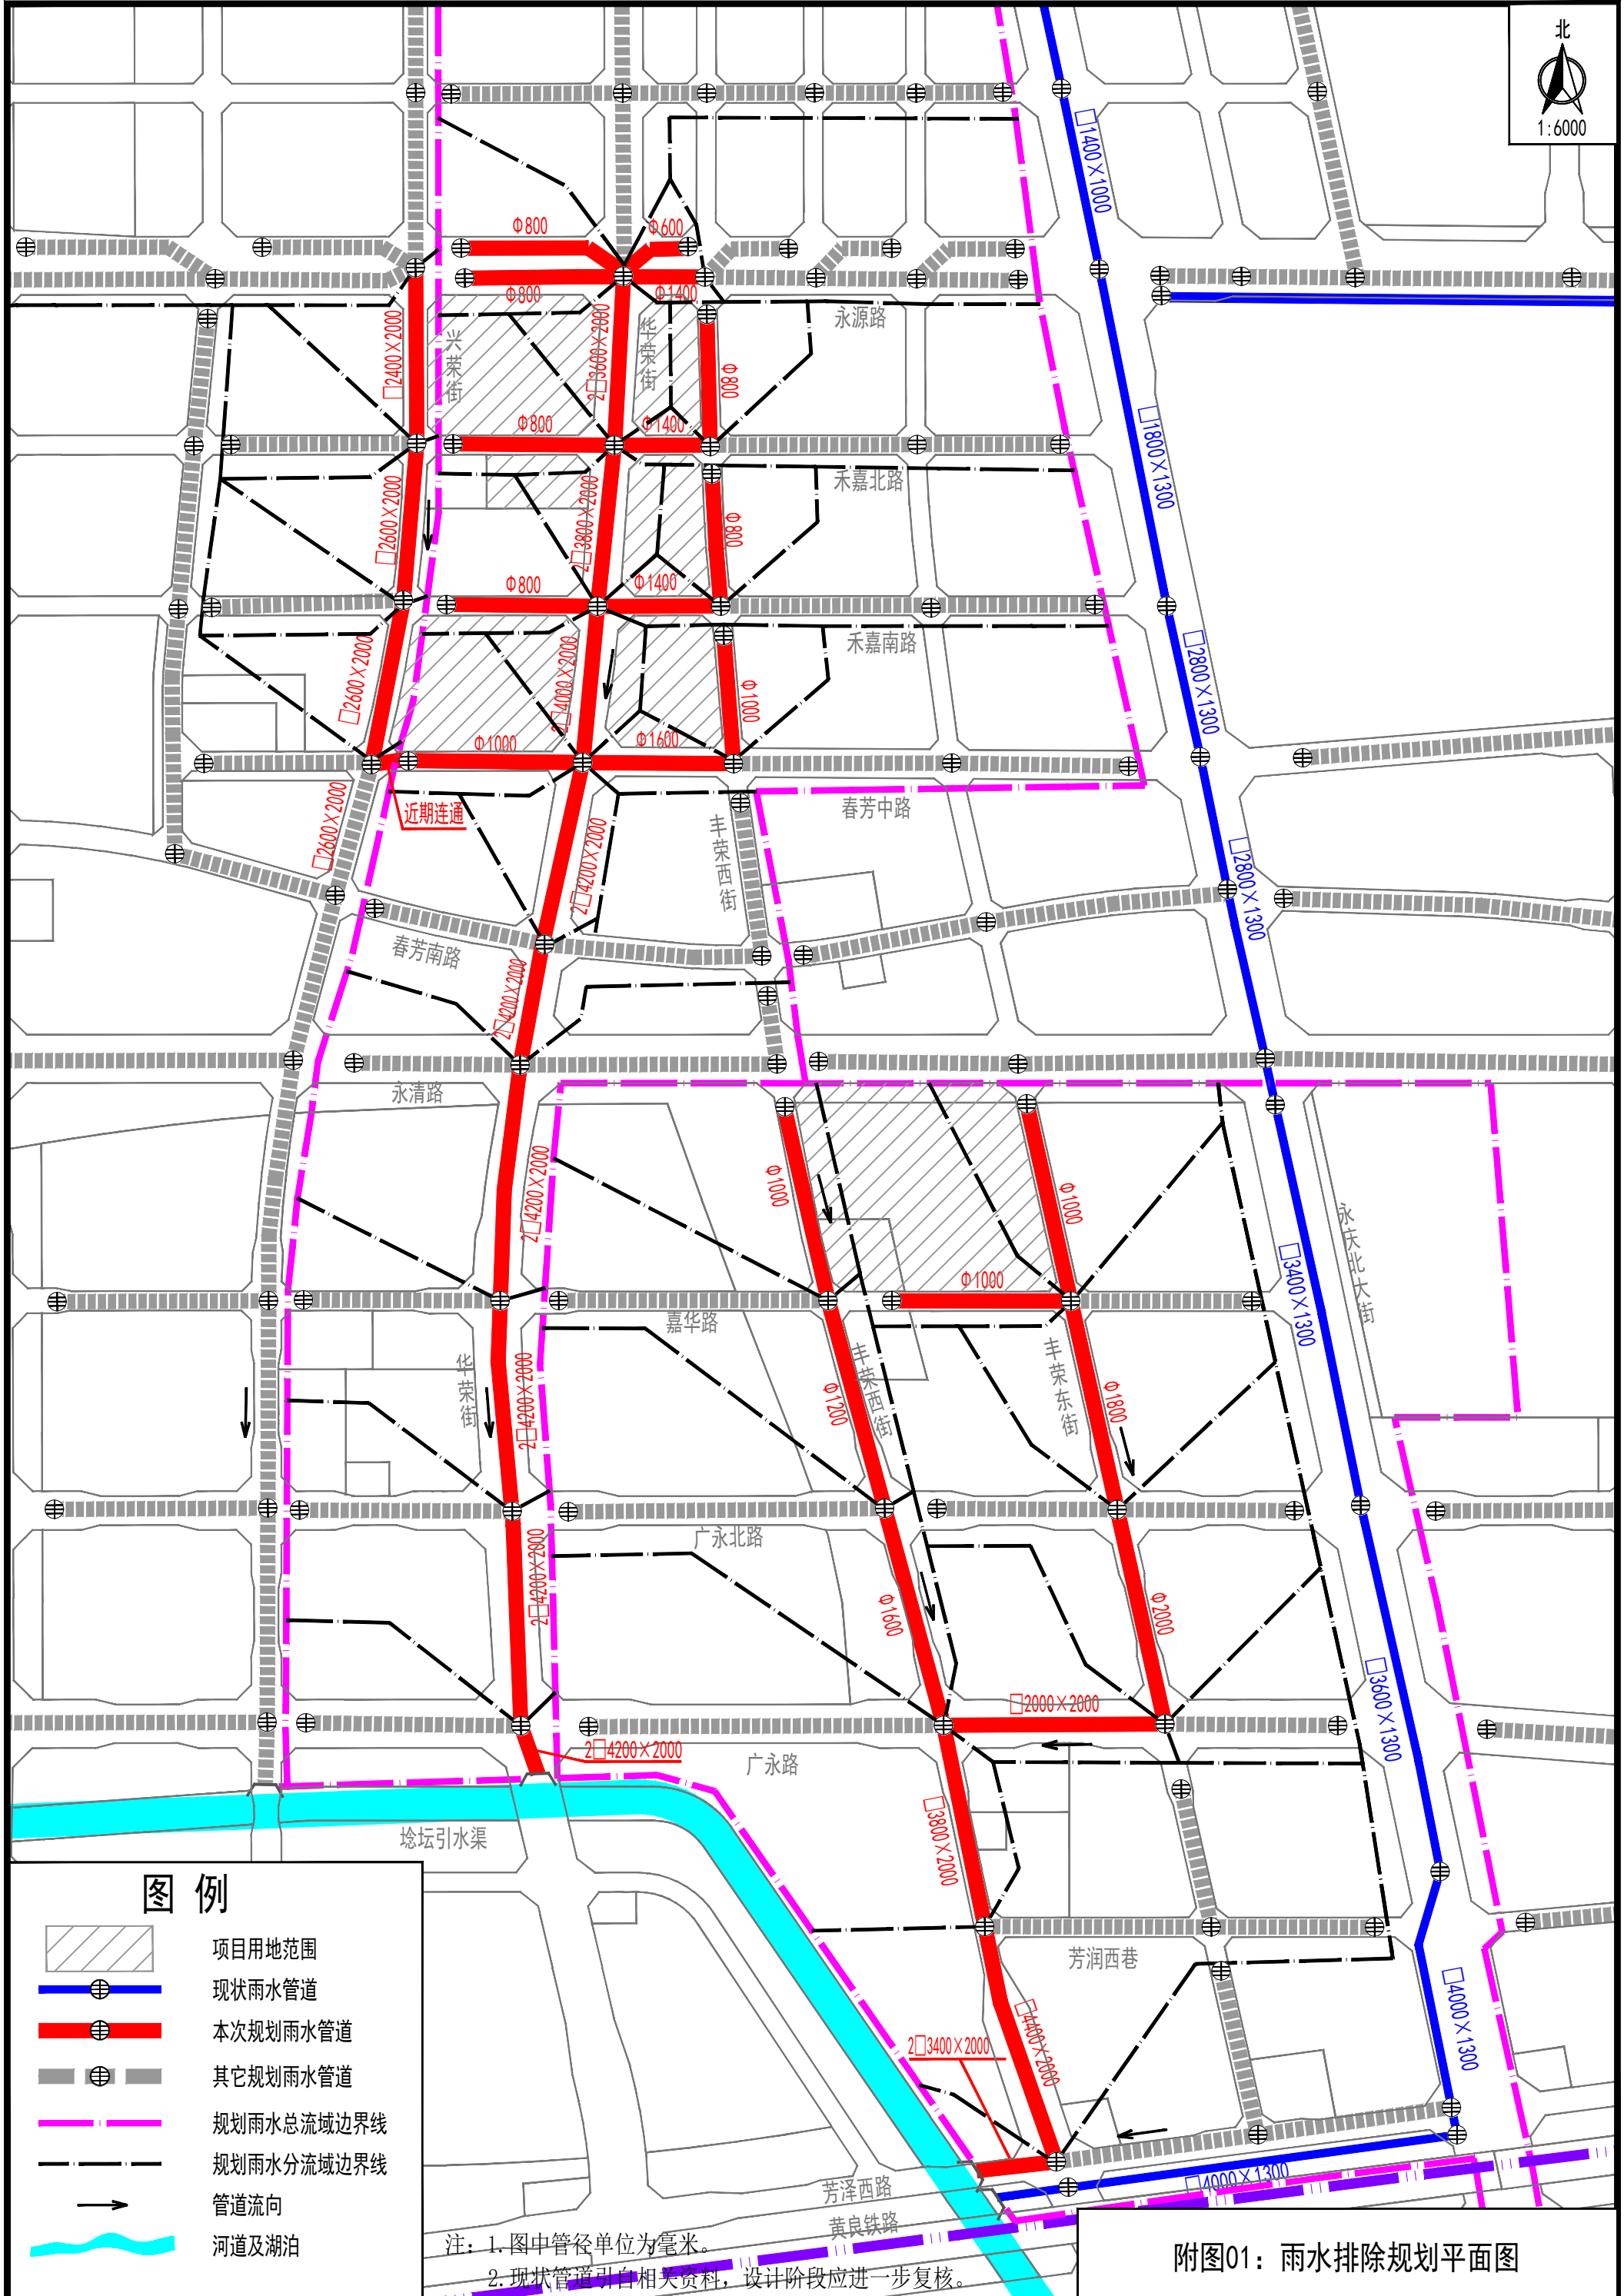 北
1:6000
□1400×1000
Φ800
Φ600
Φ800
Φ1400
永源路
□2400×2000
兴荣街
2□3600×2000
华荣街
Φ800
Φ800
Φ1400
□1800×1300
禾嘉北路
□2600×2000
2□3800×2000
Φ800
Φ800
Φ1400
禾嘉南路
□2800×1300
□2600×2000
2□4000×2000
Φ1000
Φ1000
Φ1600
近期连通
春芳中路
□2600×2000
2□4200×2000
丰荣西街
□2800×1300
春芳南路
2□4200×2000
永清路
2□4200×2000
Φ1000
Φ1000
永庆北大街
□3400×1300
Φ1000
嘉华路
华荣街
2□4200×2000
Φ1200
丰荣西街
丰荣东街
Φ1800
广永北路
2□4200×2000
Φ1600
Φ2000
□2000×2000
□3600×1300
2□4200×2000
广永路
埝坛引水渠
□3800×2000
芳润西巷
□4400×2000
2□3400×2000
□4000×1300
□4000×1300
芳泽西路
黄良铁路
图 例
项目用地范围
现状雨水管道
本次规划雨水管道
其它规划雨水管道
规划雨水总流域边界线
规划雨水分流域边界线
管道流向
河道及湖泊
注：1.图中管径单位为毫米。
2.现状管道引自相关资料，设计阶段应进一步复核。
附图01：雨水排除规划平面图